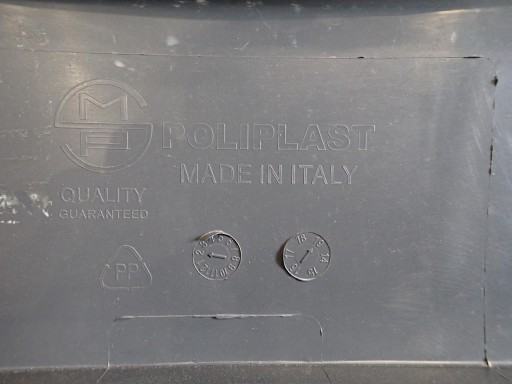 MP
POLIPLAST
MADE IN ITALY
QUALITY
GUARANTEED
PP